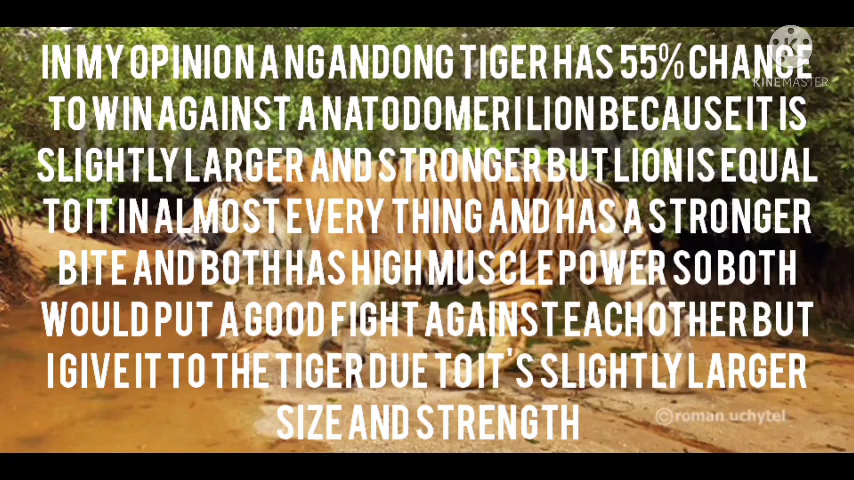 IN MY OPINION A NGANDONG TIGER HAS 55% CHANCE
TO WIN AGAINST A NATODOMERI LION BECAUSE IT IS
SLIGHTLY LARGER AND STRONGER BUT LION IS EQUAL
TO IT IN ALMOST EVERY THING AND HAS A STRONGER
BITE AND BOTH HAS HIGH MUSCLE POWER SO BOTH
WOULD PUT A GOOD FIGHT AGAINST EACH OTHER BUT
I GIVE IT TO THE TIGER DUE TO IT'S SLIGHTLY LARGER
SIZE AND STRENGTH
KINEMASTER
©roman uchytel